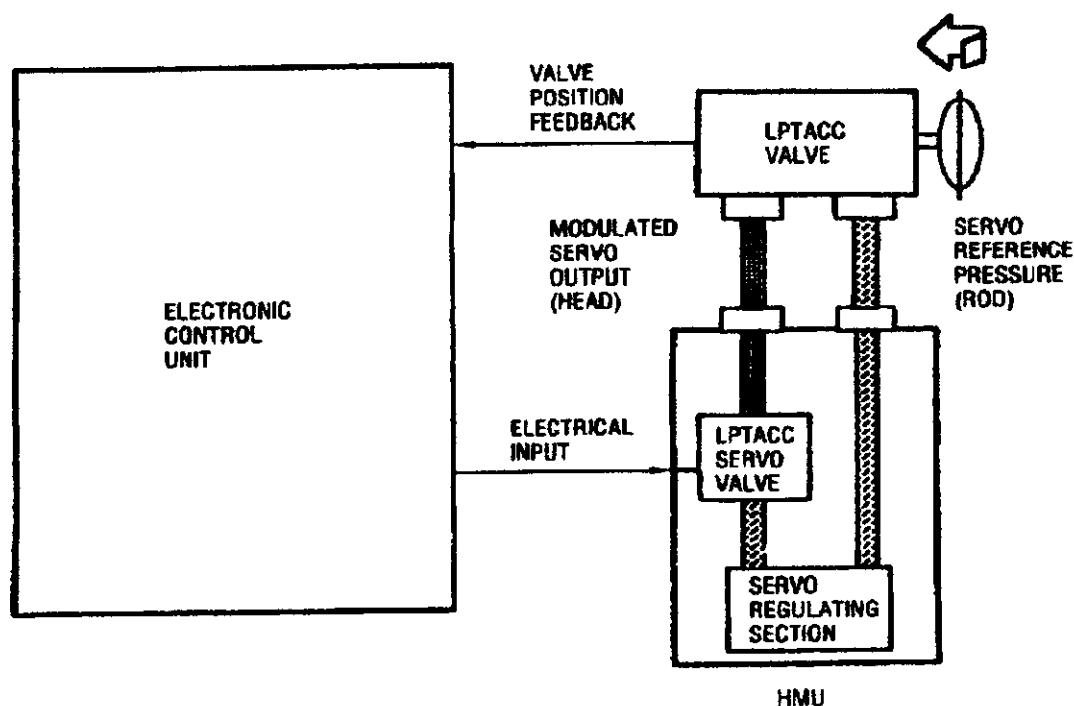 VALVE
POSITION
FEEDBACK
LPTACC
VALVE
MODULATED
SERVO
OUTPUT
(HEAD)
SERVO
REFERENCE
PRESSURE
(ROD)
ELECTRONIC
CONTROL
UNIT
ELECTRICAL
INPUT
LPTACC
SERVO
VALVE
SERVO
REGULATING
SECTION
HMU